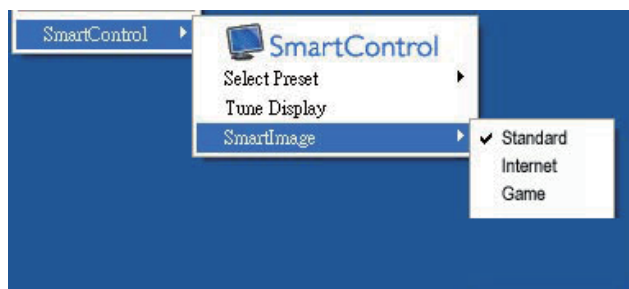 SmartControl
SmartControl
Select Preset
Tune Display
SmartImage
Standard
Internet
Game